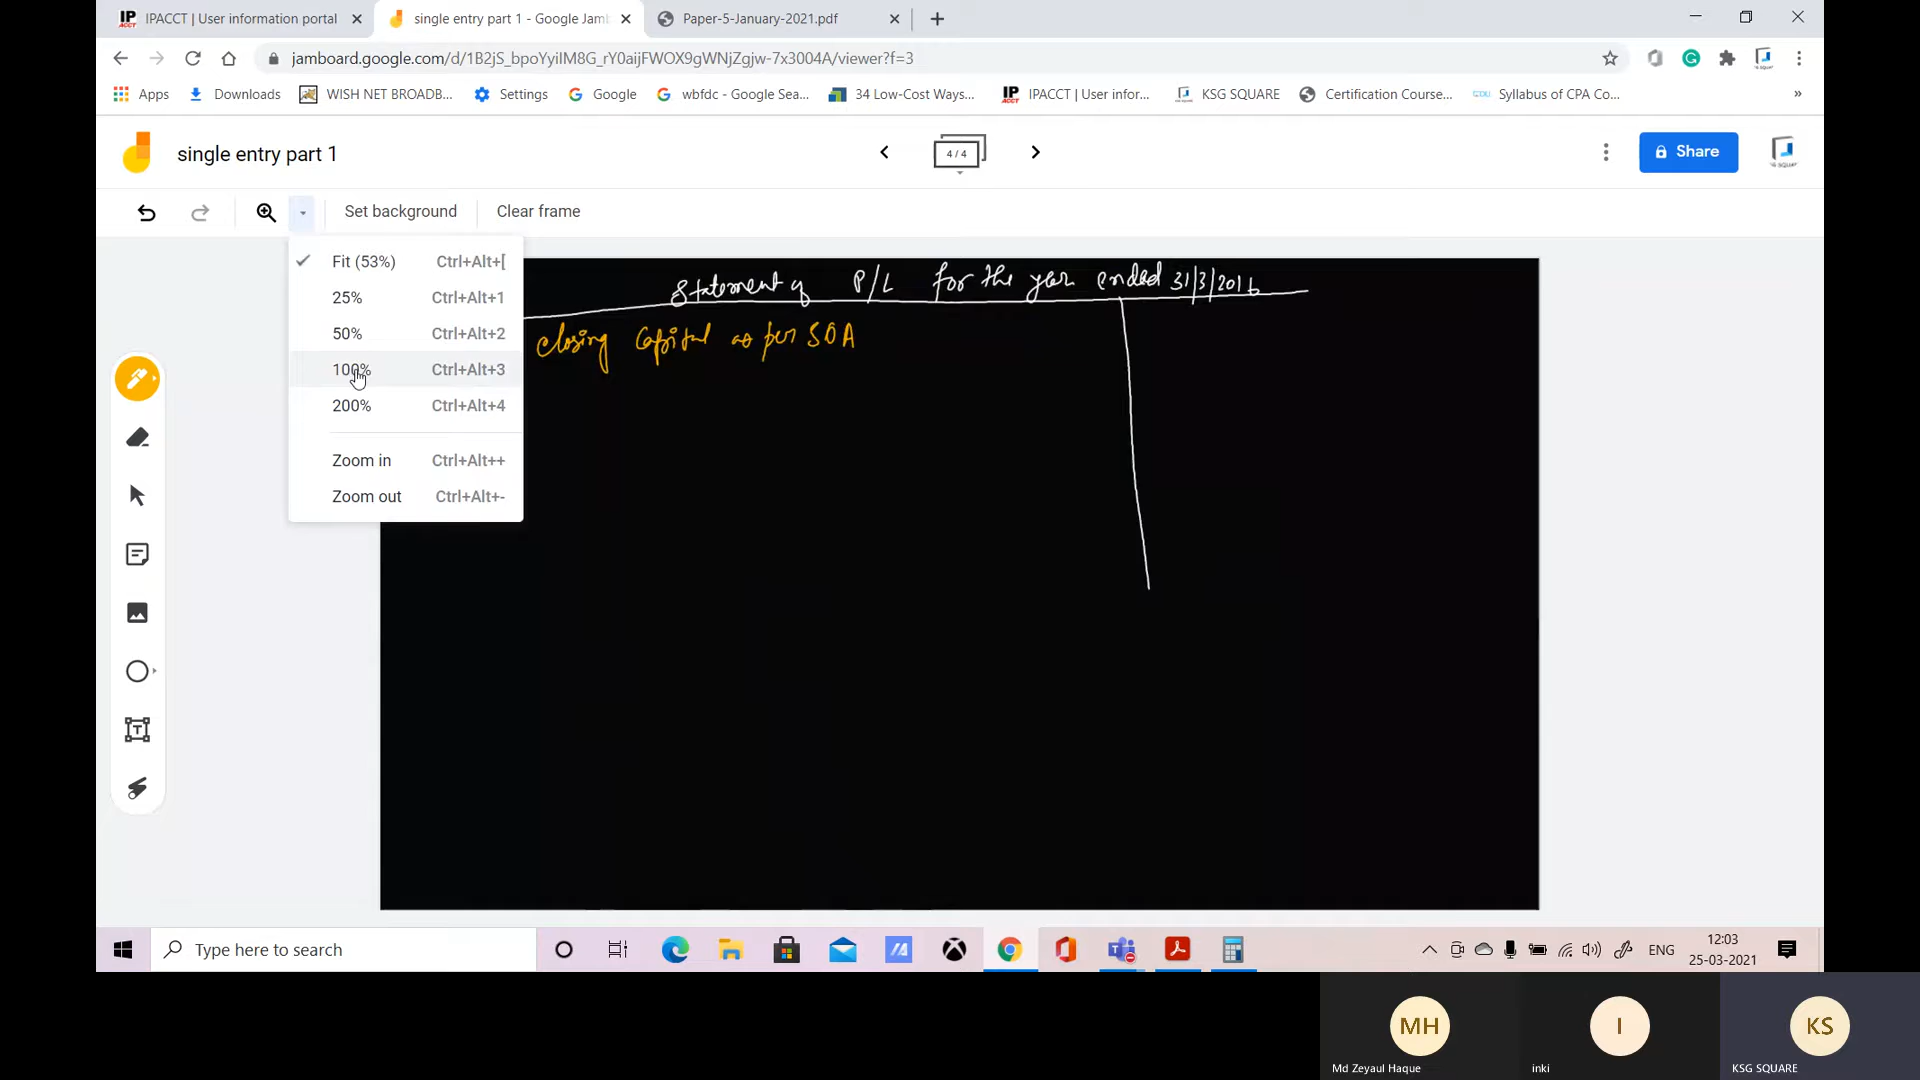 IPACCT | User information portal
single entry part 1 - Google Jamb
Paper-5-January-2021.pdf
jamboard.google.com/d/1B2jS_bpoYyiIM8G_rY0aijFWOX9gWNjZgjw-7x3004A/viewer?f=3
Apps Downloads WISH NET BROADB... Settings Google wbfdc - Google Sea... 34 Low-Cost Ways... IPACCT | User infor... KSG SQUARE Certification Course... Syllabus of CPA Co... »
single entry part 1
4 / 4
Share
Set background Clear frame
Fit (53%) Ctrl+Alt+[
25% Ctrl+Alt+1
50% Ctrl+Alt+2
100% Ctrl+Alt+3
200% Ctrl+Alt+4
Zoom in Ctrl+Alt++
Zoom out Ctrl+Alt+-
Statement of P/L for the year ended 31/3/2016
closing Capital as per SOA
Type here to search
ENG
12:03
25-03-2021
MH
Md Zeyaul Haque
I
inki
KS
KSG SQUARE